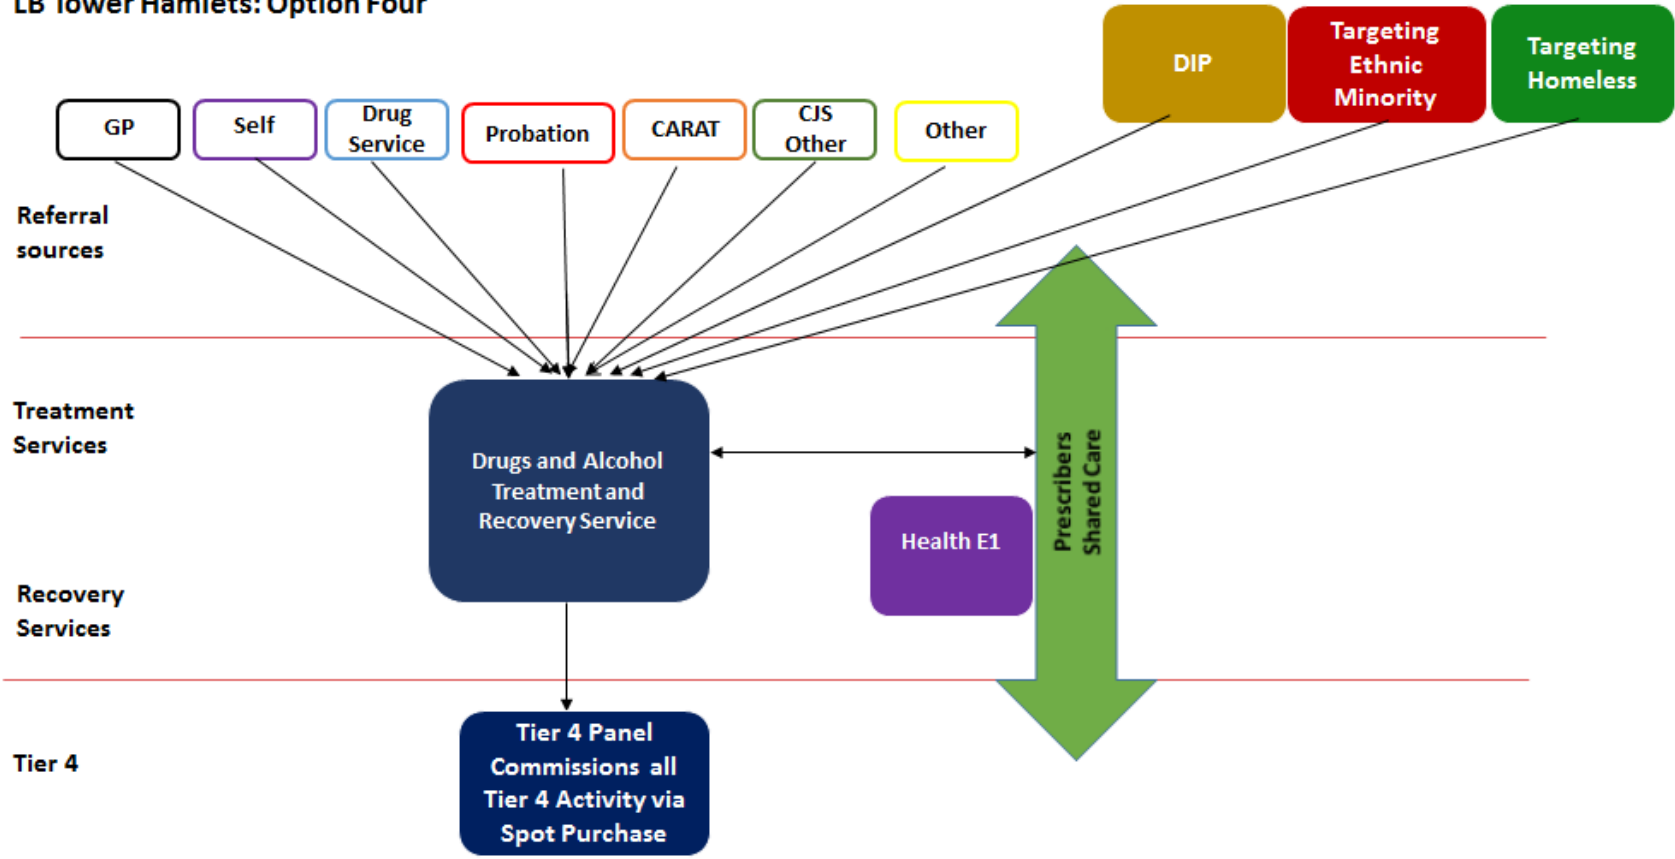 LB Tower Hamlets: Option Four
DIP
Targeting
Ethnic
Minority
Targeting
Homeless
GP
Self
Drug
Service
Probation
CARAT
CJS
Other
Other
Referral
sources
Treatment
Services
Drugs and Alcohol
Treatment and
Recovery Service
Health E1
Prescribers
Shared Care
Recovery
Services
Tier 4
Tier 4 Panel
Commissions all
Tier 4 Activity via
Spot Purchase